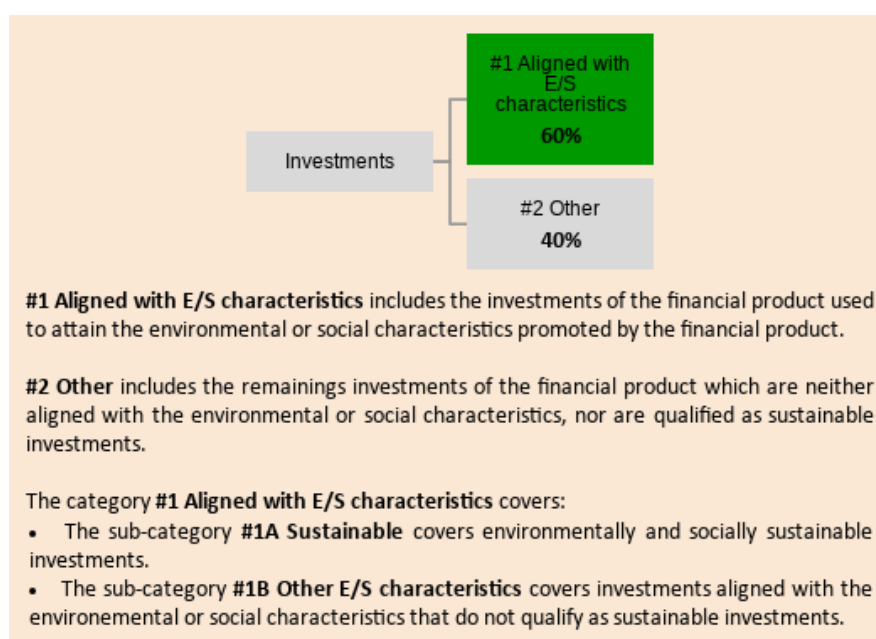 #1 Aligned with
E/S
characteristics
60%
Investments
#2 Other
40%
#1 Aligned with E/S characteristics includes the investments of the financial product used
to attain the environmental or social characteristics promoted by the financial product.
#2 Other includes the remainings investments of the financial product which are neither
aligned with the environmental or social characteristics, nor are qualified as sustainable
investments.
The category #1 Aligned with E/S characteristics covers:
• The sub-category #1A Sustainable covers environmentally and socially sustainable
investments.
• The sub-category #1B Other E/S characteristics covers investments aligned with the
environemental or social characteristics that do not qualify as sustainable investments.